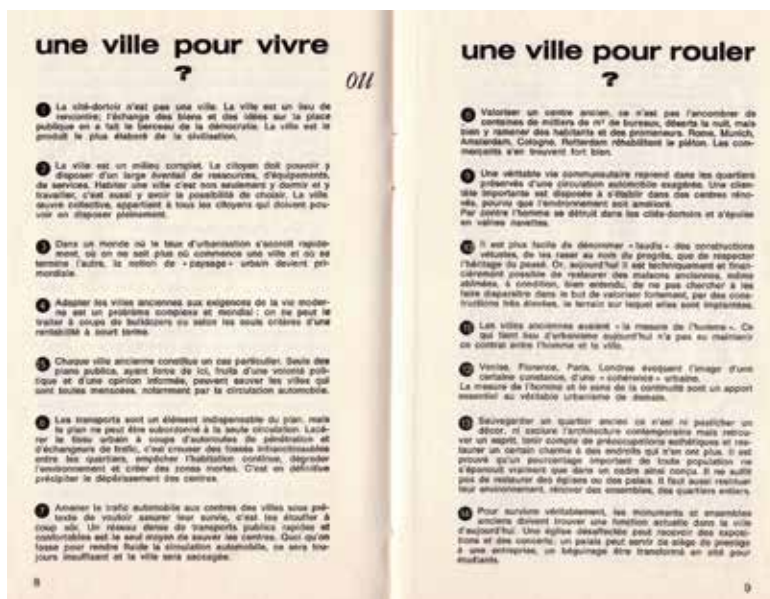 une ville pour vivre
?
ou
1 La cité-dortoir n'est pas une ville. La ville est un lieu de
rencontre; l'échange des biens et des idées sur la place
publique en a fait le berceau de la démocratie. La ville est le
produit le plus élaboré de la civilisation.
2 La ville est un milieu complet. Le citoyen doit pouvoir y
disposer d'un large éventail de ressources, d'équipements,
de services. Habiter une ville c'est non seulement y dormir et y
travailler, c'est aussi y avoir la possibilité de choisir. La ville
œuvre collective, appartient à tous les citoyens qui doivent pou-
voir en disposer pleinement.
3 Dans un monde où le taux d'urbanisation s'accroît rapide-
ment, où on ne sait plus où commence une ville et où se
termine l'autre, la notion de « paysage » urbain devient pri-
mordiale.
4 Adapter les villes anciennes aux exigences de la vie moder-
ne est un problème complexe et mondial : on ne peut le
traiter à coups de bulldozers ou selon les seuls critères d'une
rentabilité à court terme.
5 Chaque ville ancienne constitue un cas particulier. Seuls des
plans publics, ayant force de loi, fruits d'une volonté poli-
tique et d'une opinion informée, peuvent sauver les villes qui
sont toutes menacées, notamment par la circulation automobile.
6 Les transports sont un élément indispensable du plan, mais
le plan ne peut être subordonné à la seule circulation. Lacé-
rer le tissu urbain à coups d'autoroutes de pénétration et
d'échangeurs de trafic, c'est creuser des fossés infranchissables
entre les quartiers, empêcher l'habitation continue, dégrader
l'environnement et créer des zones mortes. C'est en définitive
précipiter le dépérissement des centres.
7 Amener le trafic automobile aux centres des villes sous pré-
texte de vouloir assurer leur survie, c'est les étouffer à
coup sûr. Un réseau dense de transports publics rapides et
confortables est le seul moyen de sauver les centres. Quoi qu'on
fasse pour rendre fluide la circulation automobile, ce sera tou-
jours insuffisant et la ville sera saccagée.
8
une ville pour rouler
?
8 Valoriser un centre ancien, ce n'est pas l'encombrer de
centaines de milliers de m² de bureaux, déserts la nuit, mais
bien y ramener des habitants et des promeneurs. Rome, Munich,
Amsterdam, Cologne, Rotterdam réhabilitent le piéton. Les com-
merçants s'en trouvent fort bien.
9 Une véritable vie communautaire reprend dans les quartiers
préservés d'une circulation automobile exagérée. Une clien-
tèle importante est disposée à s'établir dans des centres réno-
vés, pourvu que l'environnement soit amélioré.
Par contre l'homme se détruit dans les cités-dortoirs et s'épuise
en vaines navettes.
10 Il est plus facile de dénommer « taudis » des constructions
vétustes, de les raser au nom du progrès, que de respecter
l'héritage du passé. Or, aujourd'hui il est techniquement et finan-
cièrement possible de restaurer des maisons anciennes, même
abîmées, à condition, bien entendu, de ne pas chercher à les
faire disparaître dans le but de valoriser fortement, par des cons-
tructions très élevées, le terrain sur lequel elles sont implantées.
11 Les villes anciennes avaient « la mesure de l'homme ». Ce
qui tient lieu d'urbanisme aujourd'hui n'a pas su maintenir
ce contrat entre l'homme et la ville.
12 Venise, Florence, Paris, Londres évoquent l'image d'une
certaine constance, d'une « cohérence » urbaine.
La mesure de l'homme et le sens de la continuité sont un apport
essentiel au véritable urbanisme de demain.
13 Sauvegarder un quartier ancien ce n'est ni pasticher un
décor, ni exclure l'architecture contemporaine mais retrou-
ver un esprit, tenir compte de préoccupations esthétiques et res-
taurer un certain charme à des endroits qui n'en ont plus. Il est
prouvé qu'un pourcentage important de toute population ne
s'épanouit vraiment que dans un cadre ainsi conçu. Il ne suffit
pas de restaurer des églises ou des palais. Il faut aussi restituer
leur environnement, rénover des ensembles, des quartiers entiers.
14 Pour survivre véritablement, les monuments et ensembles
anciens doivent trouver une fonction actuelle dans la ville
d'aujourd'hui. Une église désaffectée peut recevoir des exposi-
tions et des concerts, un palais peut servir de siège de prestige
à une entreprise, un béguinage être transformé en cité pour
étudiants.
9